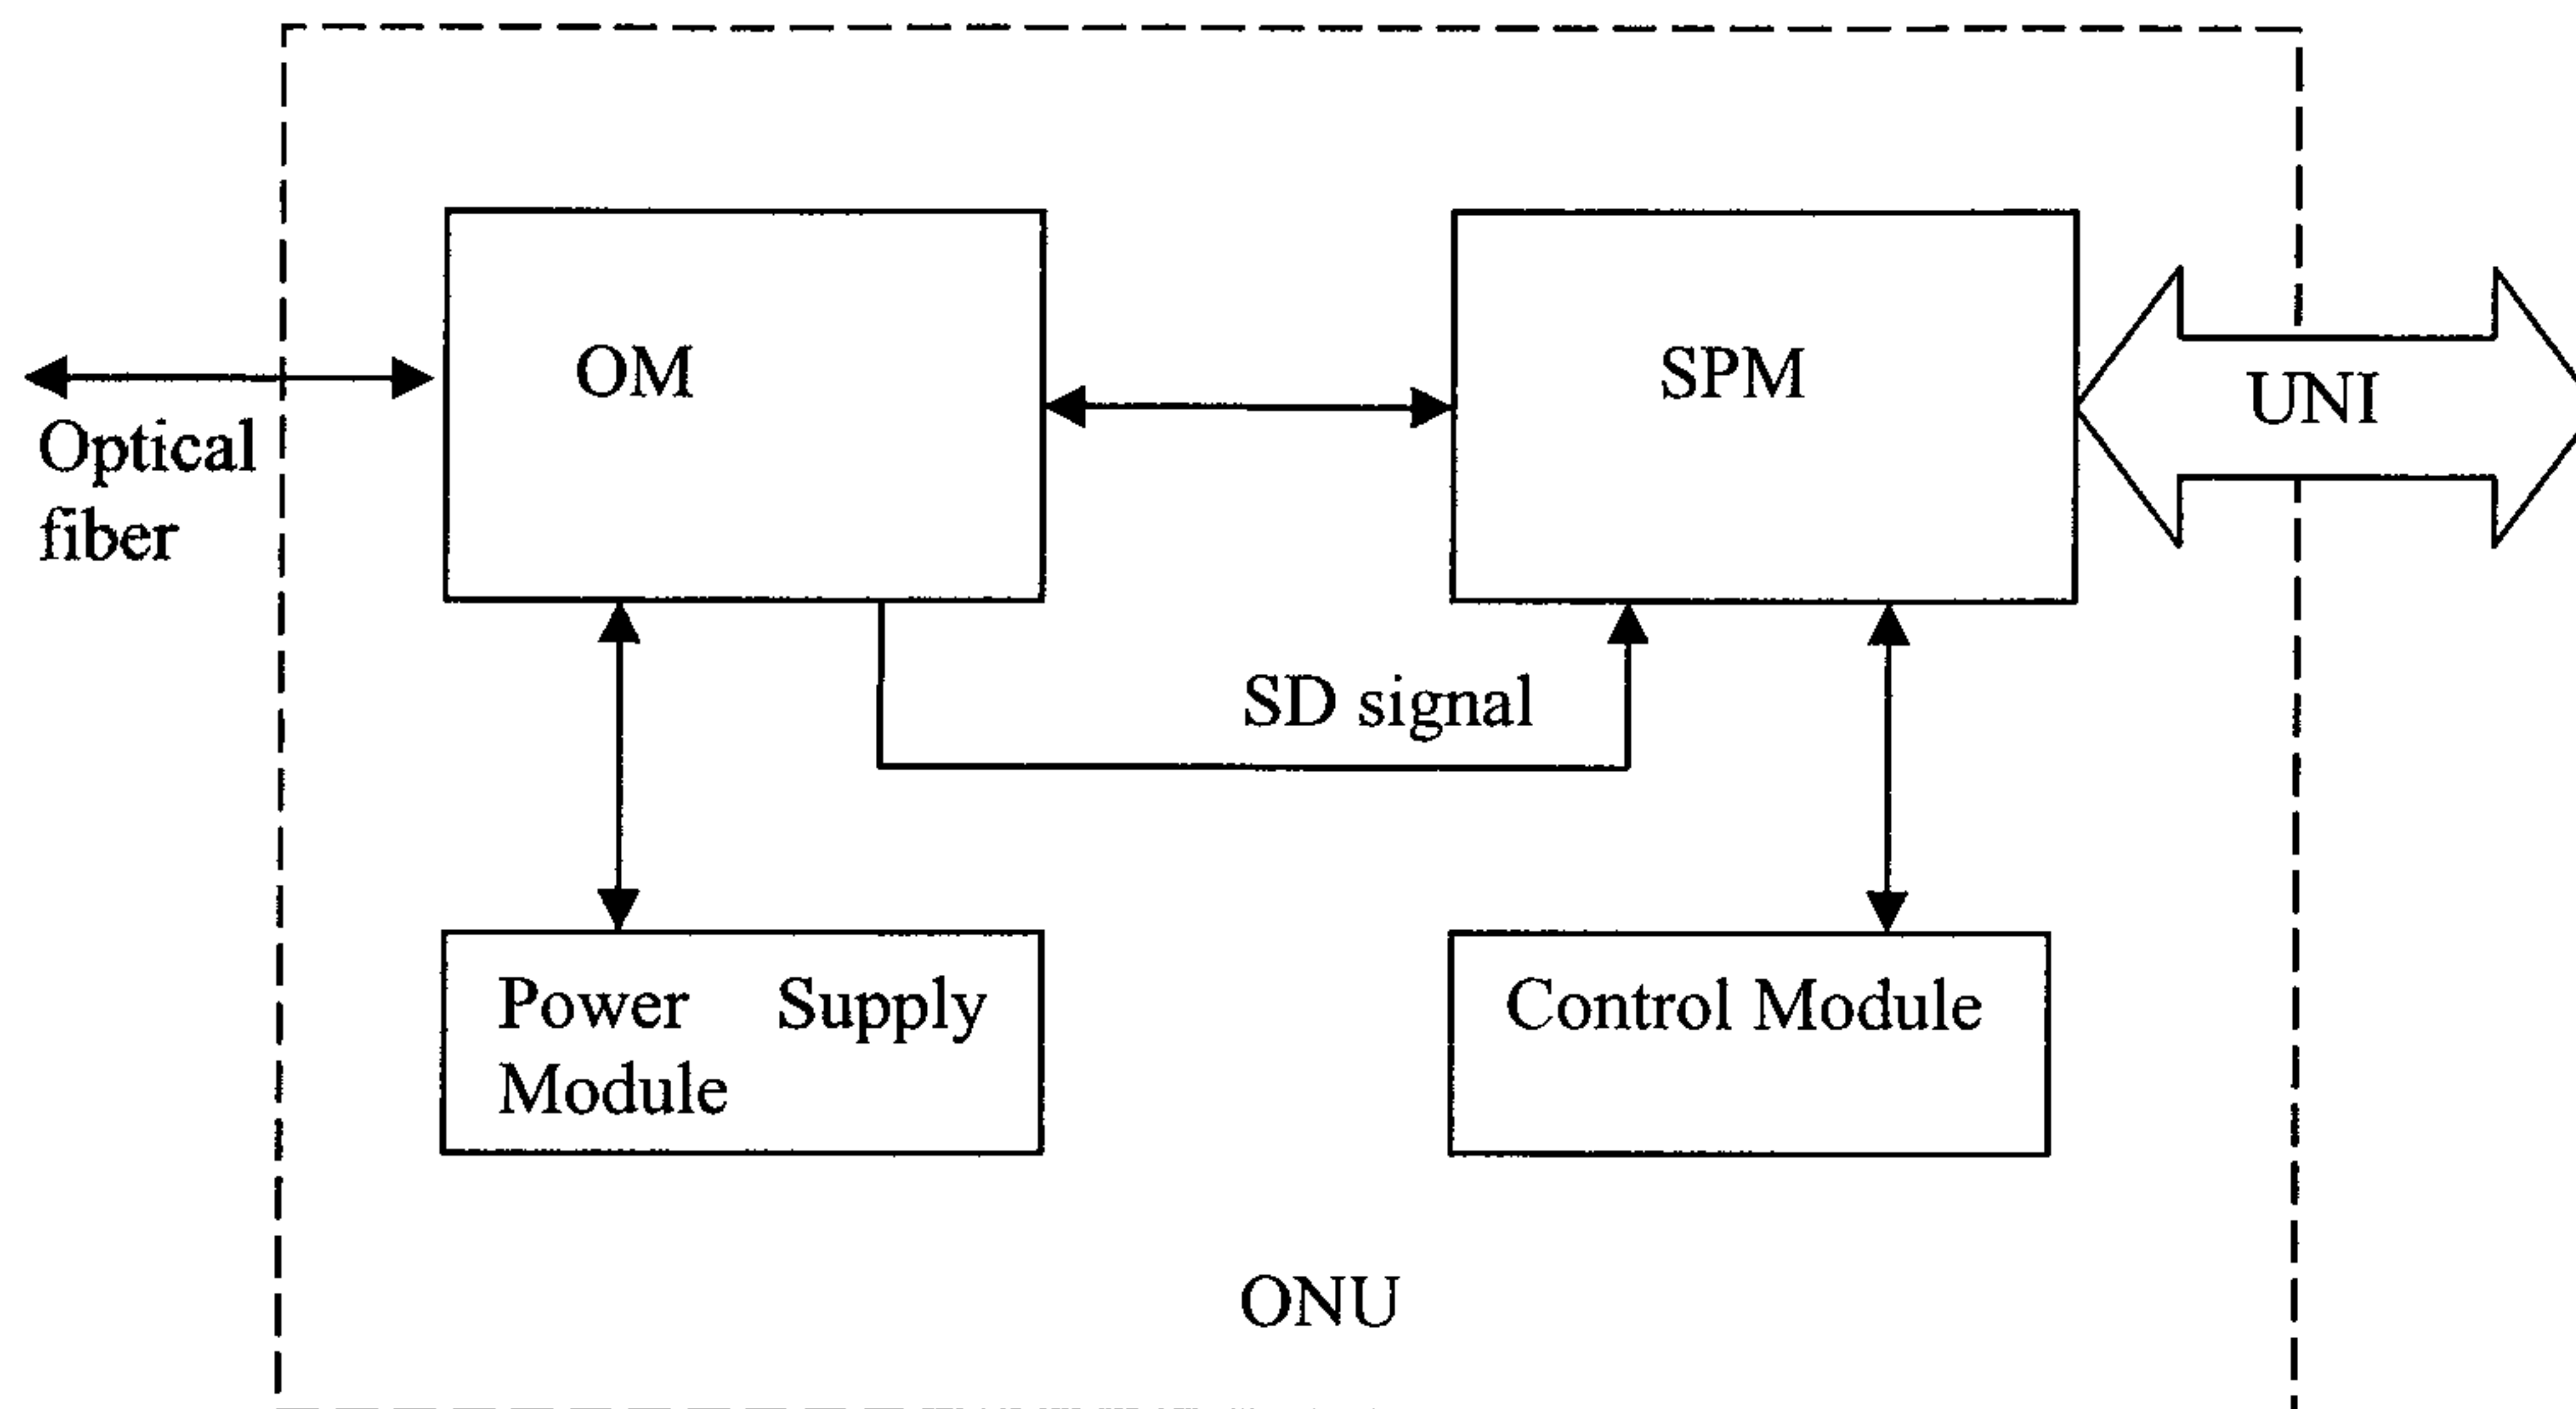 OM
SPM
UNI
Optical
fiber
SD signal
Power Supply
Module
Control Module
ONU